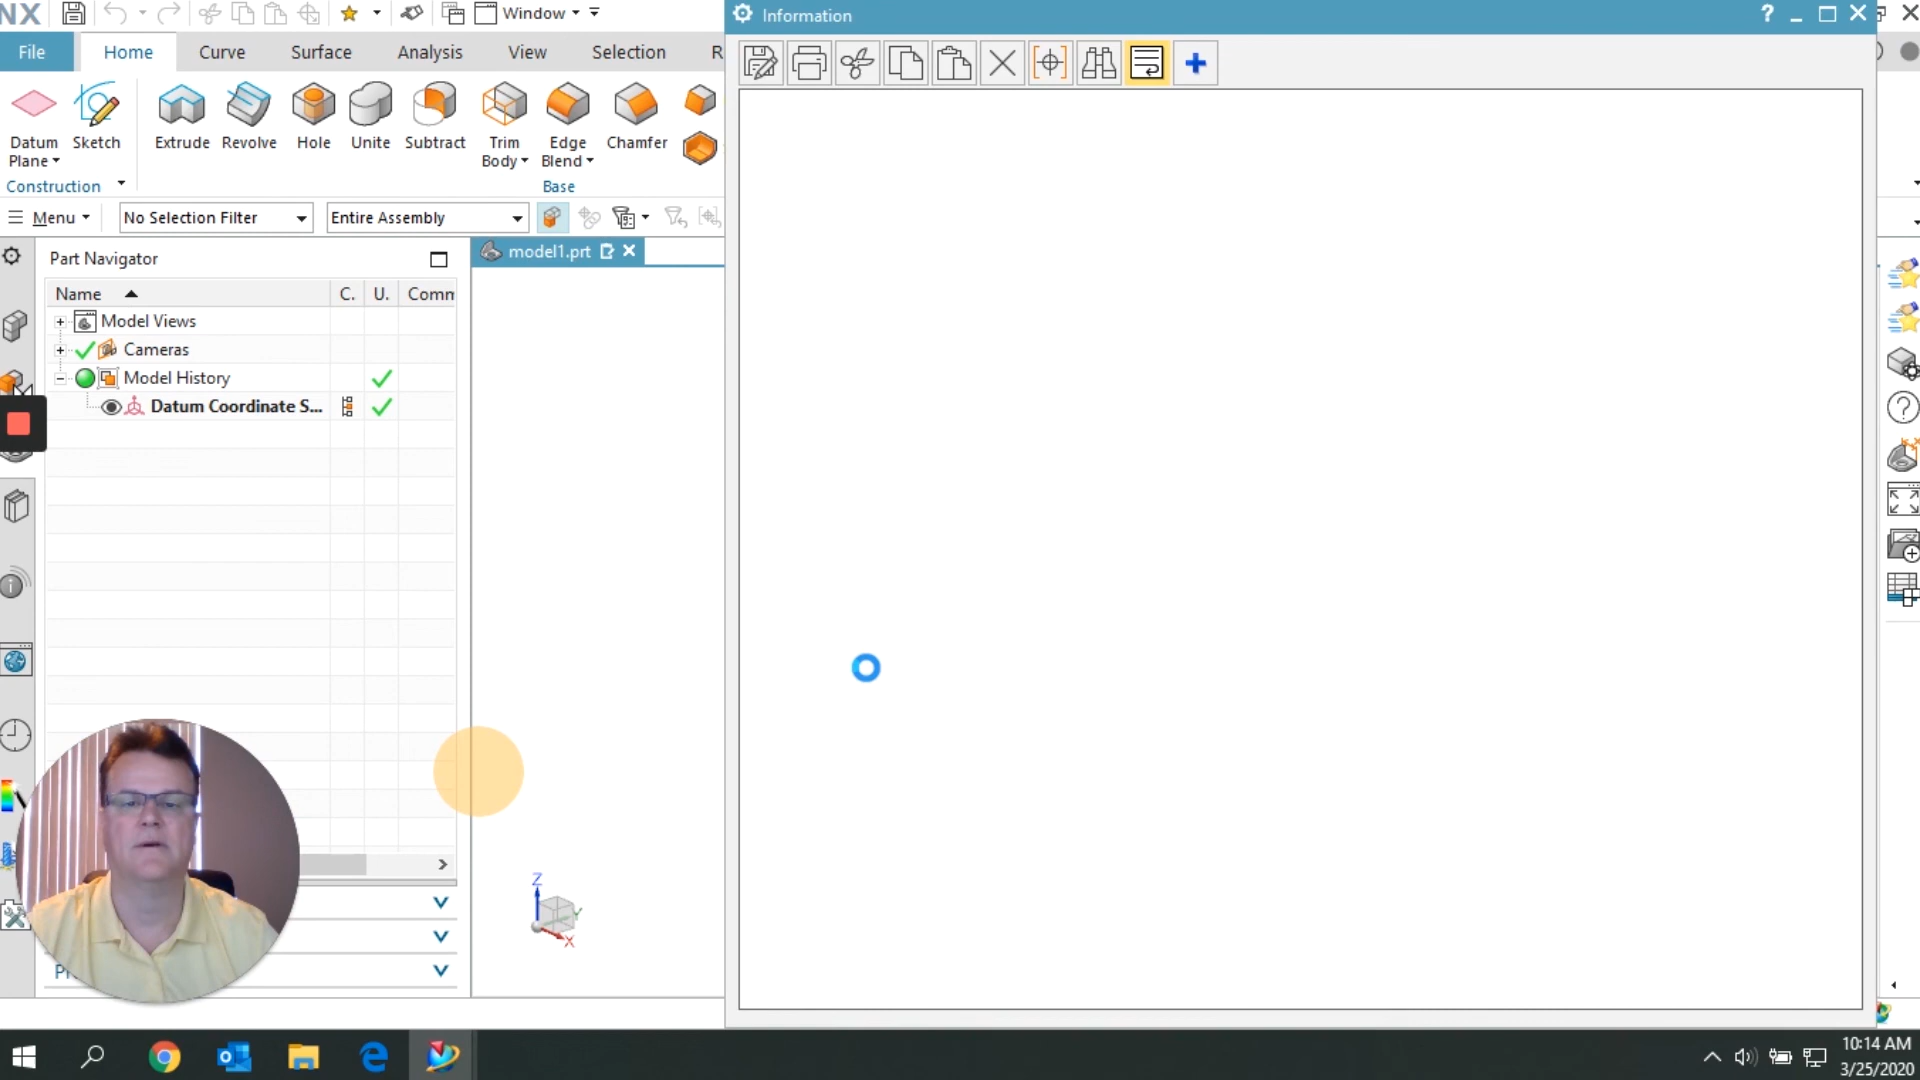 NX Window
Information ?
File Home Curve Surface Analysis View Selection R
Datum Plane Sketch Extrude Revolve Hole Unite Subtract Trim Body Edge Blend Chamfer
Construction Base
Menu No Selection Filter Entire Assembly
Part Navigator model1.prt
Name C. U. Comm
Model Views
Cameras
Model History
Datum Coordinate S...
Z
Y
X
10:14 AM
3/25/2020